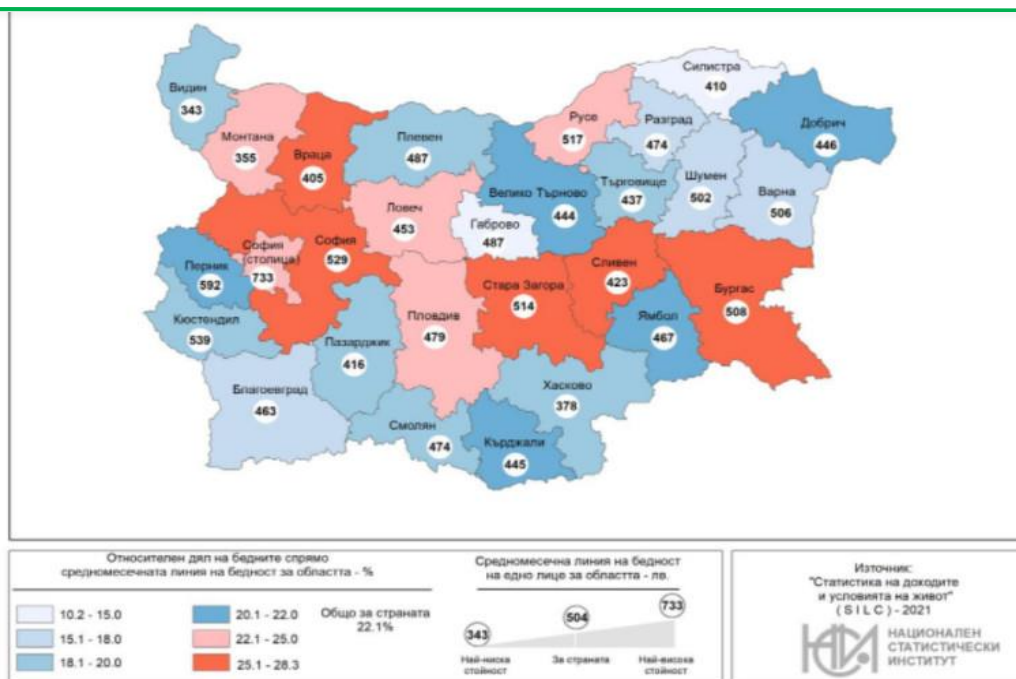 Силистра
410
Видин
343
Русе
517
Разград
474
Добрич
446
Монтана
355
Враца
405
Плевен
487
Търговище
437
Шумен
502
Варна
506
Велико Търново
444
Ловеч
453
Габрово
487
София
(столица)
733
София
529
Перник
592
Сливен
423
Стара Загора
514
Бургас
508
Кюстендил
539
Пловдив
479
Ямбол
467
Пазарджик
416
Благоевград
463
Хасково
378
Смолян
474
Кърджали
445
Относителен дял на бедните спрямо
средномесечната линия на бедност за областта - %
10.2 - 15.0
15.1 - 18.0
18.1 - 20.0
20.1 - 22.0
22.1 - 25.0
25.1 - 28.3
Общо за страната
22.1%
Средномесечна линия на бедност
на едно лице за областта - лв.
343
504
733
Най-ниска
стойност
За страната
Най-висока
стойност
Източник:
"Статистика на доходите
и условията на живот"
( S I L C ) - 2021
НСИ
НАЦИОНАЛЕН
СТАТИСТИЧЕСКИ
ИНСТИТУТ